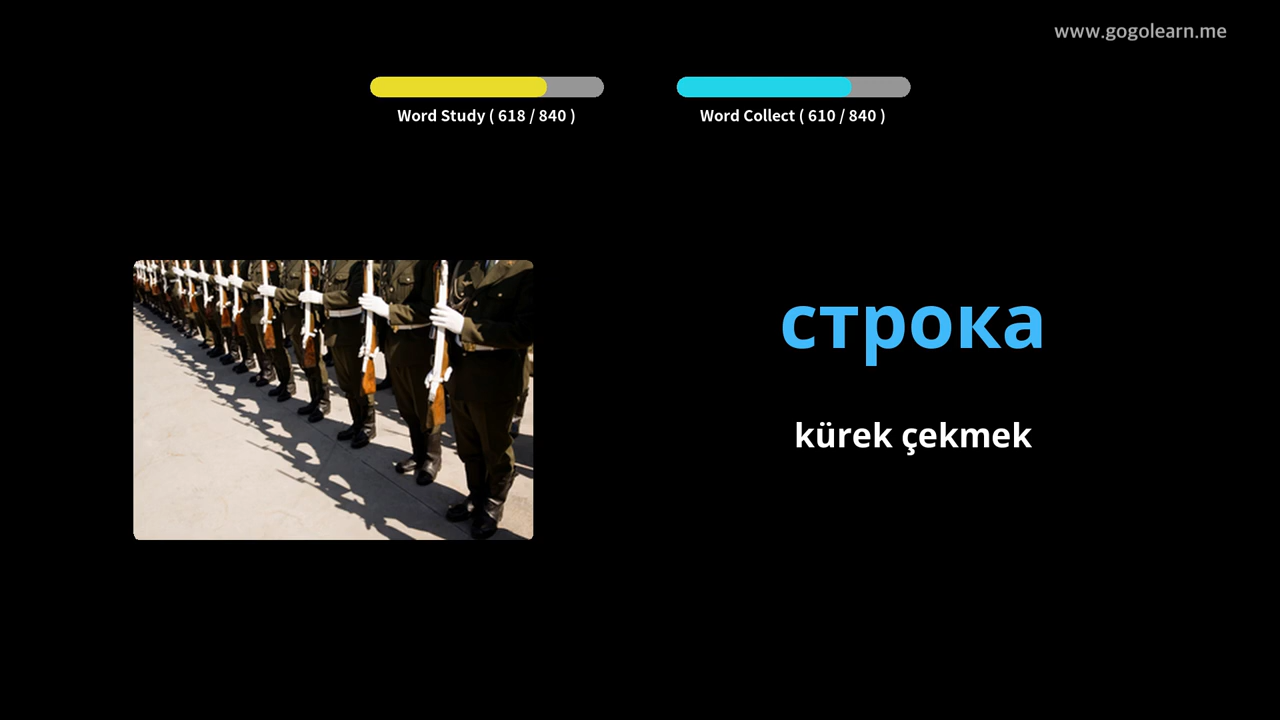 www.gogolearn.me
Word Study ( 618 / 840 )
Word Collect ( 610 / 840 )
строка
kürek çekmek